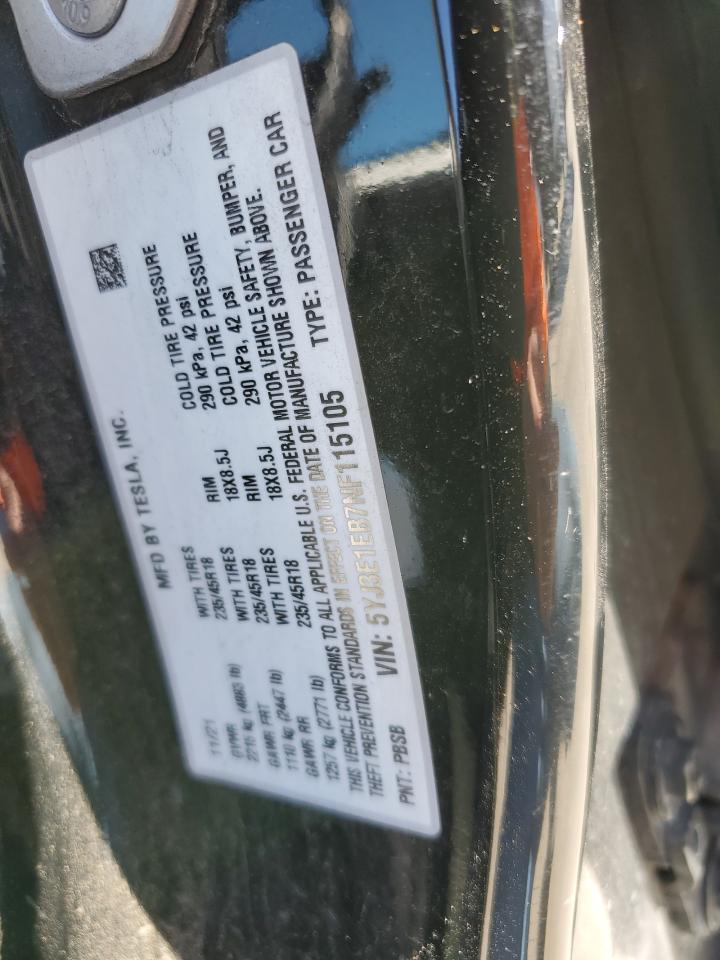 MFD BY TESLA, INC.
11/21
GVWR WITH TIRES RIM COLD TIRE PRESSURE
235/45R18 18X8.5J 290 kPa, 42 psi
GAWR FRT WITH TIRES RIM COLD TIRE PRESSURE
1110 kg (2447 lb) 235/45R18 18X8.5J 290 kPa, 42 psi
GAWR RR WITH TIRES
1257 kg (2771 lb) 235/45R18
THIS VEHICLE CONFORMS TO ALL APPLICABLE U.S. FEDERAL MOTOR VEHICLE SAFETY, BUMPER, AND
THEFT PREVENTION STANDARDS IN EFFECT ON THE DATE OF MANUFACTURE SHOWN ABOVE.
PNT: PBSB VIN: 5YJ3E1EB7NF115105 TYPE: PASSENGER CAR
10.9